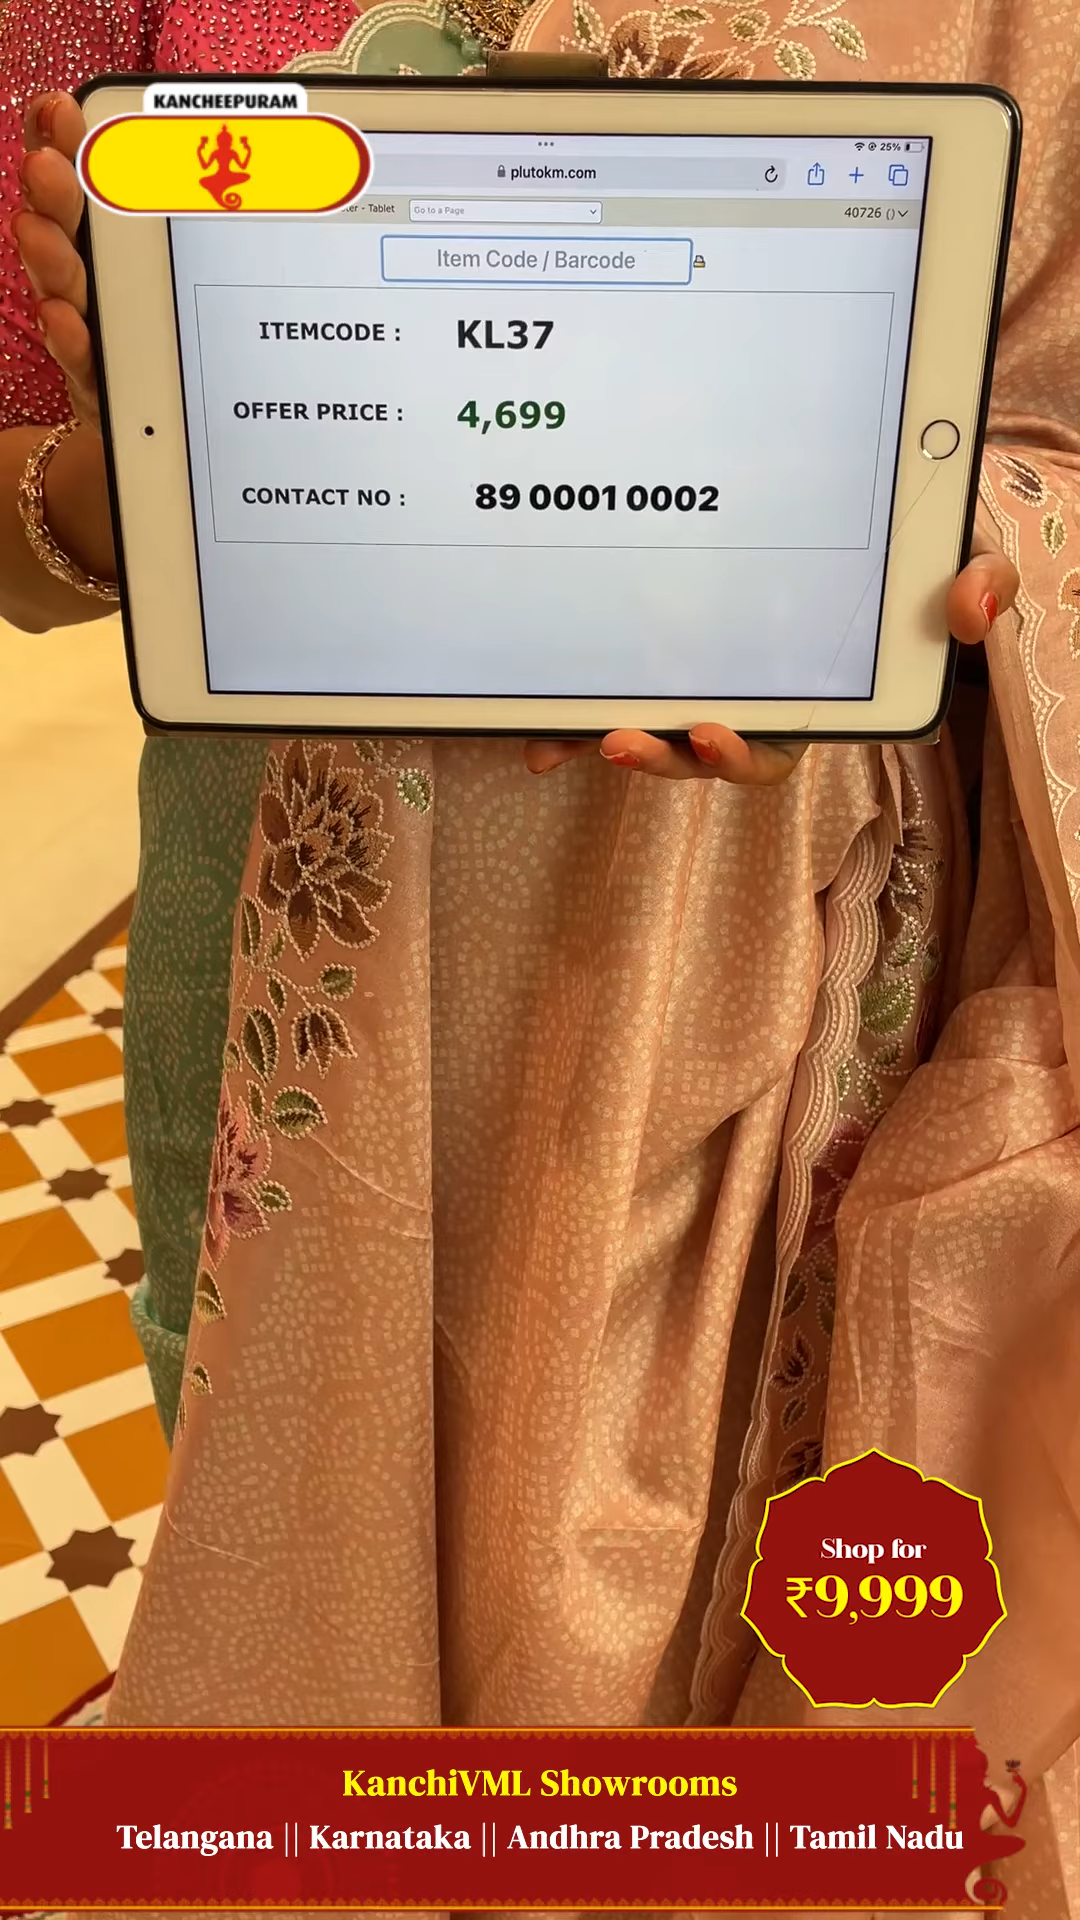 KANCHEEPURAM
25%
plutokm.com
Tablet
Go to a Page
40726 ()
Item Code / Barcode
ITEMCODE : KL37
OFFER PRICE : 4,699
CONTACT NO : 89 0001 0002
Shop for
₹9,999
KanchiVML Showrooms
Telangana || Karnataka || Andhra Pradesh || Tamil Nadu